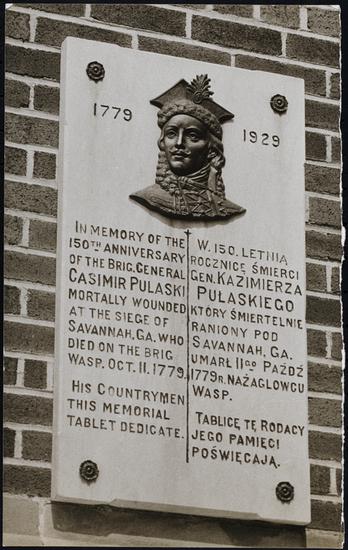 1779
1929
IN MEMORY OF THE
150TH ANNIVERSARY
OF THE BRIG. GENERAL
CASIMIR PULASKI
MORTALLY WOUNDED
AT THE SIEGE OF
SAVANNAH, GA. WHO
DIED ON THE BRIG
WASP. OCT. 11. 1779.
HIS COUNTRYMEN
THIS MEMORIAL
TABLET DEDICATE.
W. 150. LETNIĄ
ROCZNICĘ ŚMIERCI
GEN. KAZIMIERZA
PUŁASKIEGO
KTÓRY ŚMIERTELNIE
RANIONY POD
SAVANNAH, GA.
UMARŁ 11GO PAŹDŹ
1779R. NAŻAGLOWCU
WASP.
TABLICĘ TĘ RODACY
JEGO PAMIĘCI
POŚWIĘCAJĄ.